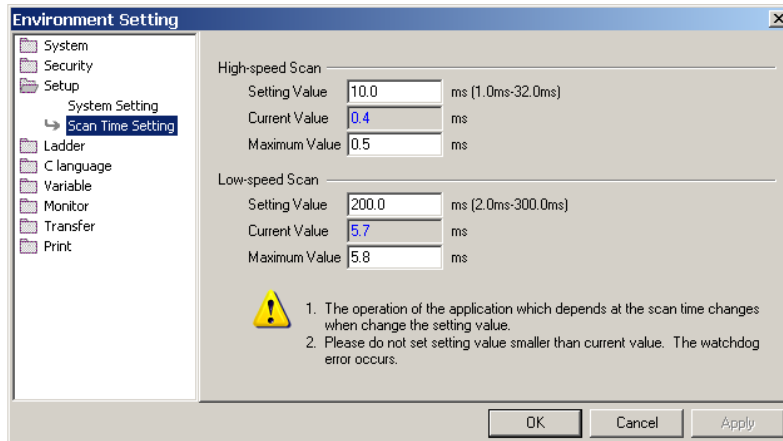 Environment Setting
System
Security
Setup
System Setting
Scan Time Setting
Ladder
C language
Variable
Monitor
Transfer
Print
High-speed Scan
Setting Value 10.0 ms (1.0ms-32.0ms)
Current Value 0.4 ms
Maximum Value 0.5 ms
Low-speed Scan
Setting Value 200.0 ms (2.0ms-300.0ms)
Current Value 5.7 ms
Maximum Value 5.8 ms
1. The operation of the application which depends at the scan time changes
when change the setting value.
2. Please do not set setting value smaller than current value. The watchdog
error occurs.
OK Cancel Apply